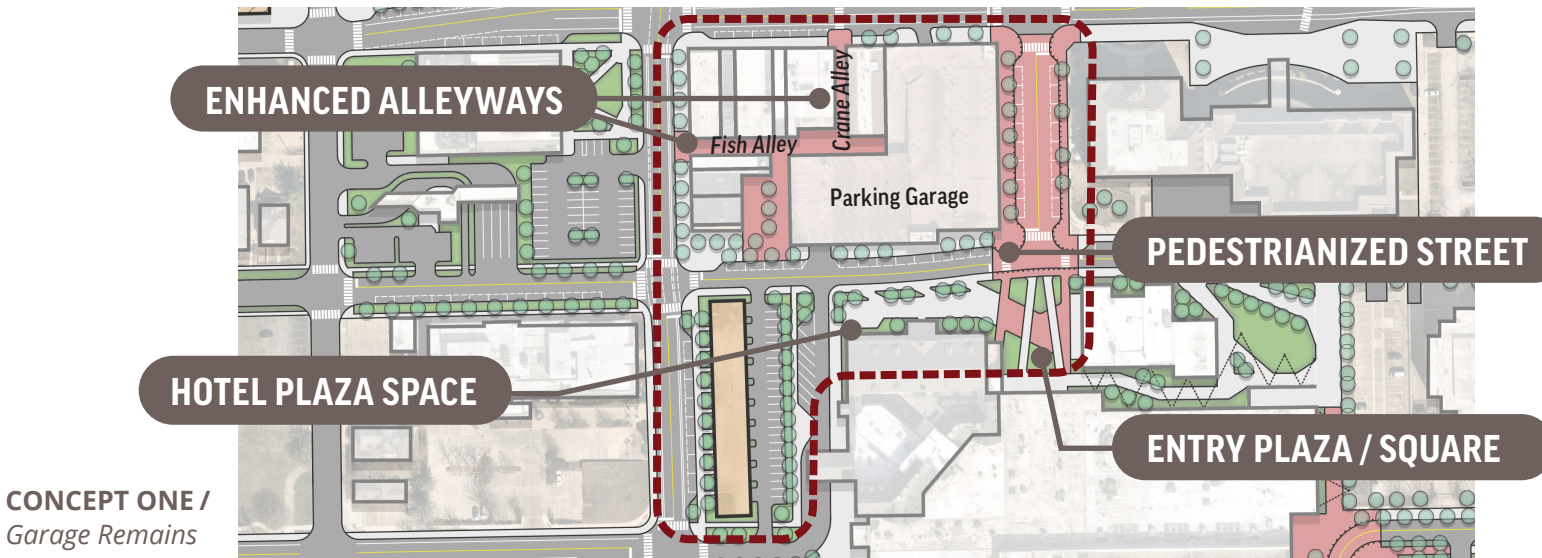 ENHANCED ALLEYWAYS
Crane Alley
Fish Alley
Parking Garage
PEDESTRIANIZED STREET
HOTEL PLAZA SPACE
ENTRY PLAZA / SQUARE
CONCEPT ONE /
Garage Remains